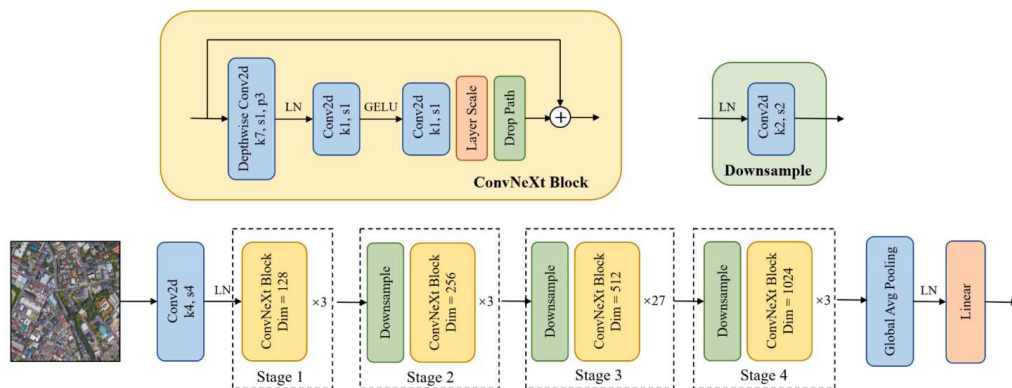 Depthwise Conv2d
k7, s1, p3
LN
Conv2d
k1, s1
GELU
Conv2d
k1, s1
Layer Scale
Drop Path
+
ConvNeXt Block
LN
Conv2d
k2, s2
Downsample
Conv2d
k4, s4
LN
ConvNeXt Block
Dim = 128
×3
Stage 1
Downsample
ConvNeXt Block
Dim = 256
×3
Stage 2
Downsample
ConvNeXt Block
Dim = 512
×27
Stage 3
Downsample
ConvNeXt Block
Dim = 1024
×3
Stage 4
Global Avg Pooling
LN
Linear